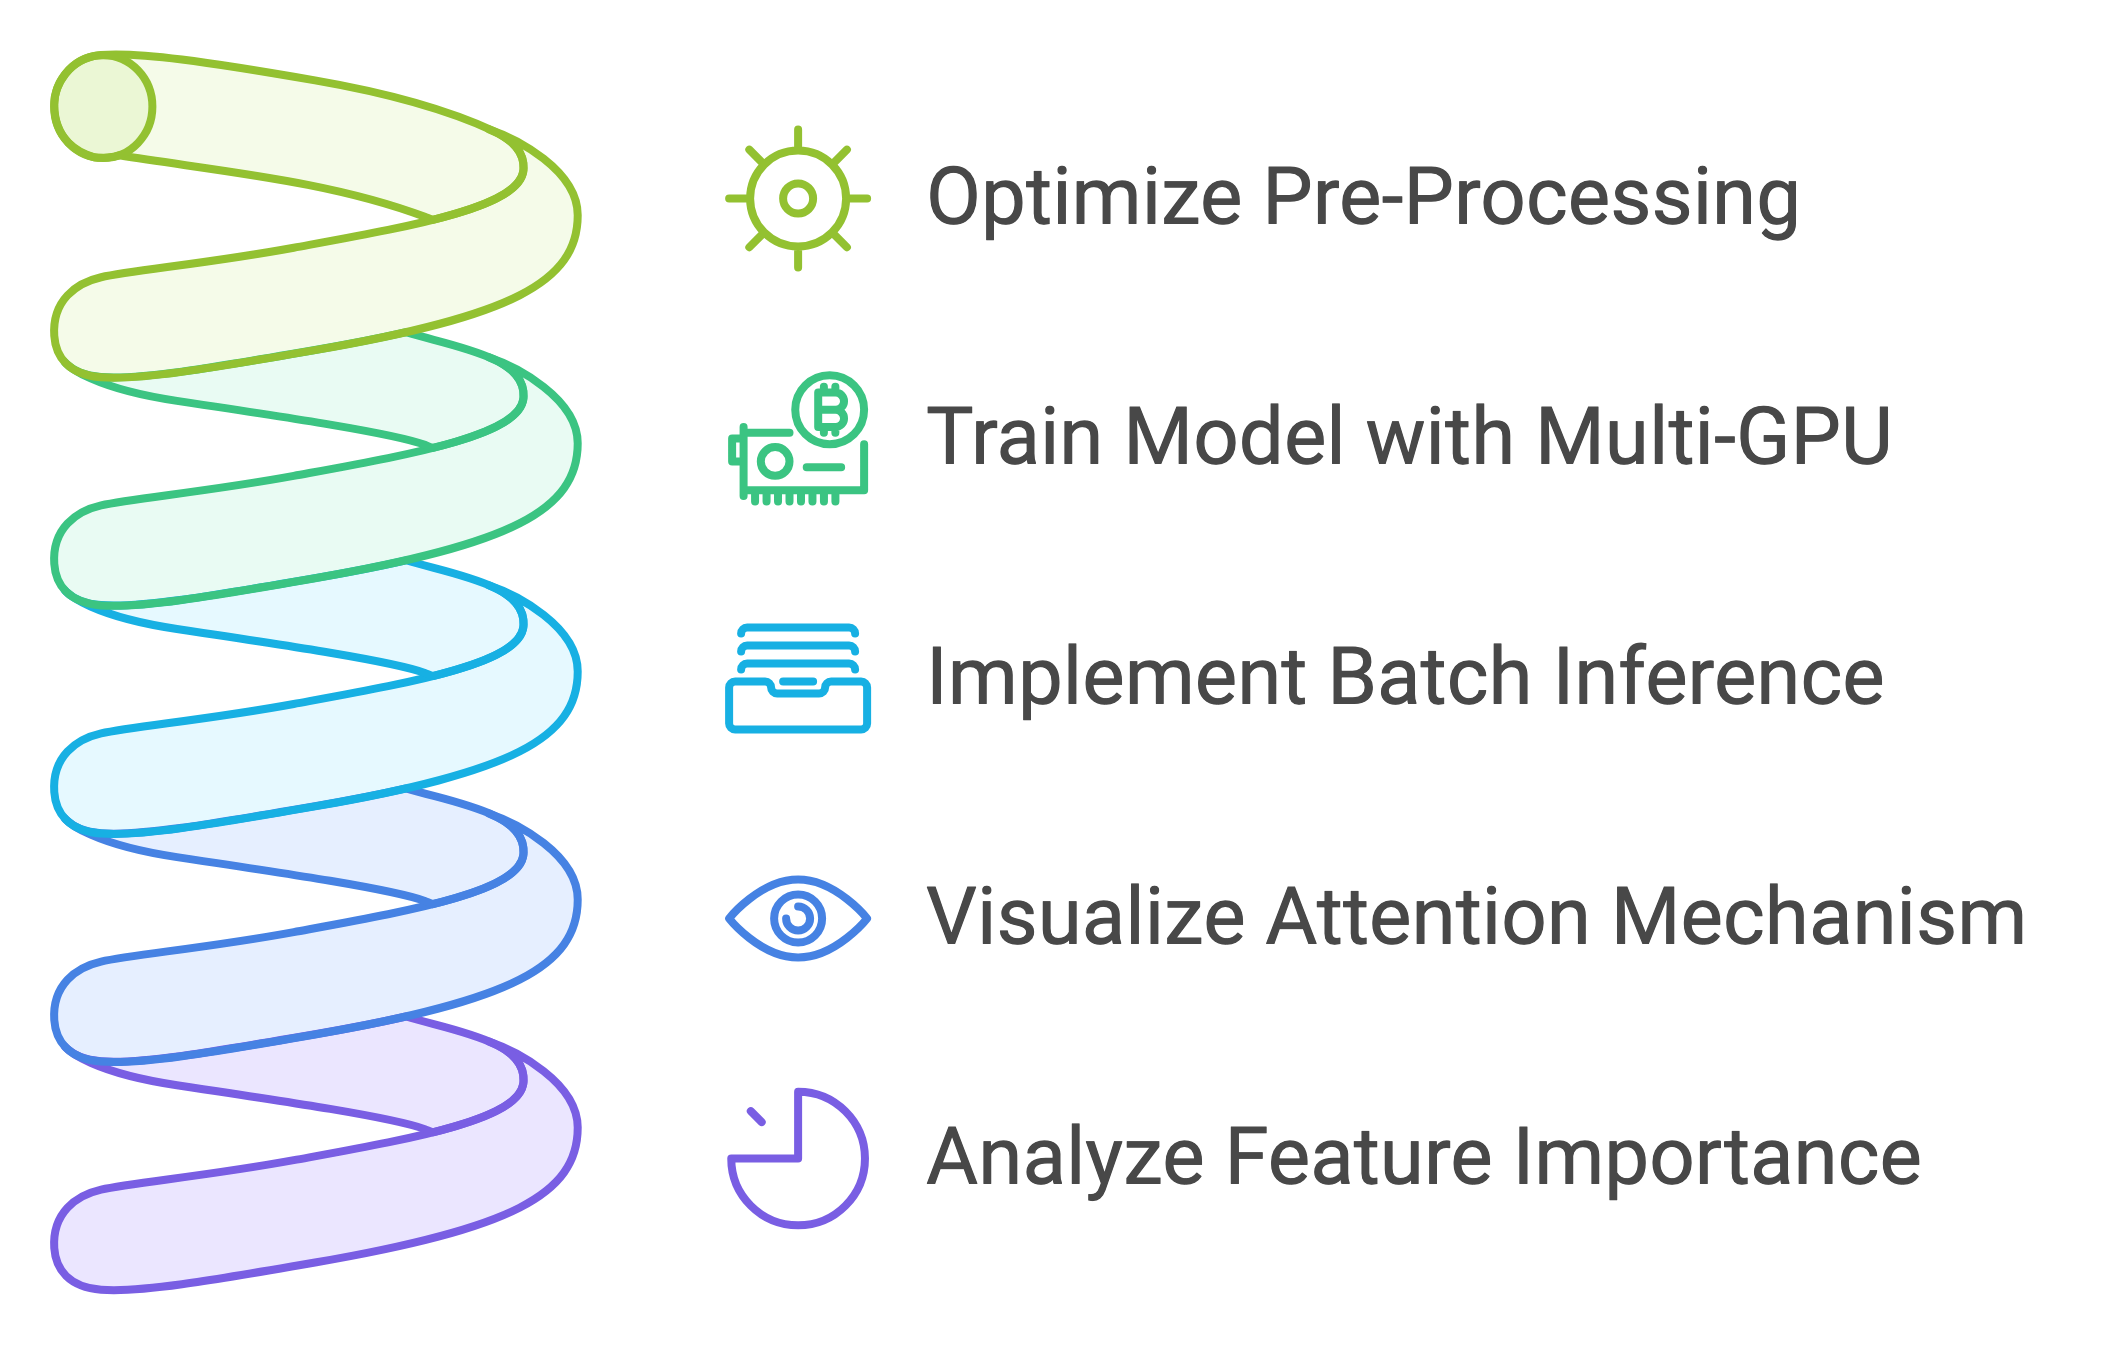 Optimize Pre-Processing
Train Model with Multi-GPU
Implement Batch Inference
Visualize Attention Mechanism
Analyze Feature Importance